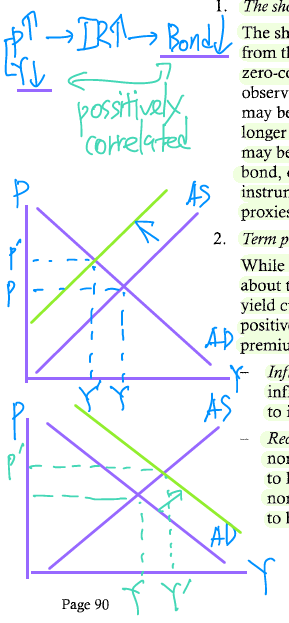 P↑ → IR↑ → Bond↓
Y↓
possitively
correlated
P
AS
P'
P
AD
Y' Y
Y
P
AS
P'
AD
Y Y'
Y
Page 90
1. The sho
The sh
from th
zero-co
observ
may be
longer
may be
bond, o
instrum
proxies
2. Term p
While
about t
yield cu
positive
premiu
– Infl
infl
to i
– Rec
nor
to l
nor
to h